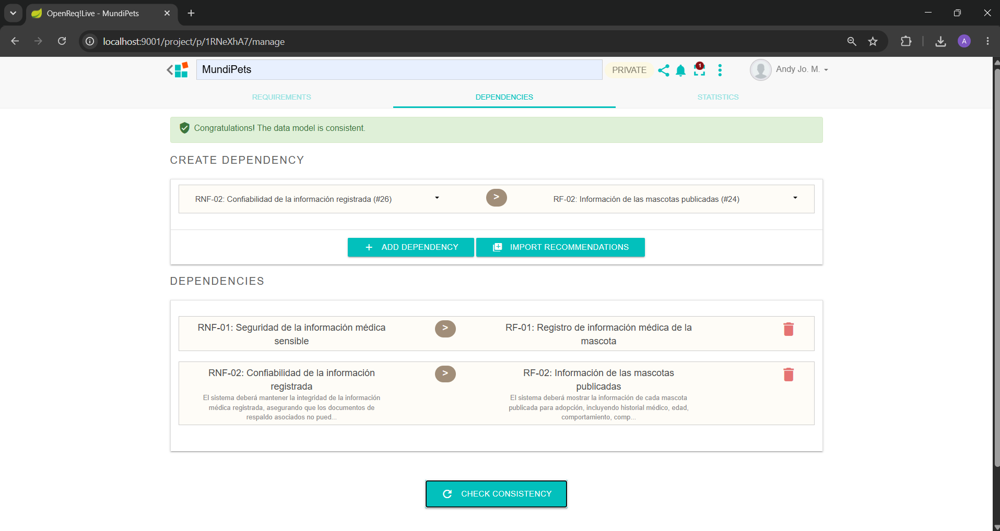 OpenReq!Live - MundiPets
localhost:9001/project/p/1RNeXhA7/manage
A
MundiPets
PRIVATE
1
Andy Jo. M.
REQUIREMENTS
DEPENDENCIES
STATISTICS
Congratulations! The data model is consistent.
CREATE DEPENDENCY
RNF-02: Confiabilidad de la información registrada (#26)
>
RF-02: Información de las mascotas publicadas (#24)
+ ADD DEPENDENCY
IMPORT RECOMMENDATIONS
DEPENDENCIES
RNF-01: Seguridad de la información médica
sensible
>
RF-01: Registro de información médica de la
mascota
RNF-02: Confiabilidad de la información
registrada
El sistema deberá mantener la integridad de la información
médica registrada, asegurando que los documentos de
respaldo asociados no pued...
>
RF-02: Información de las mascotas
publicadas
El sistema deberá mostrar la información de cada mascota
publicada para adopción, incluyendo historial médico, edad,
comportamiento, comp...
CHECK CONSISTENCY